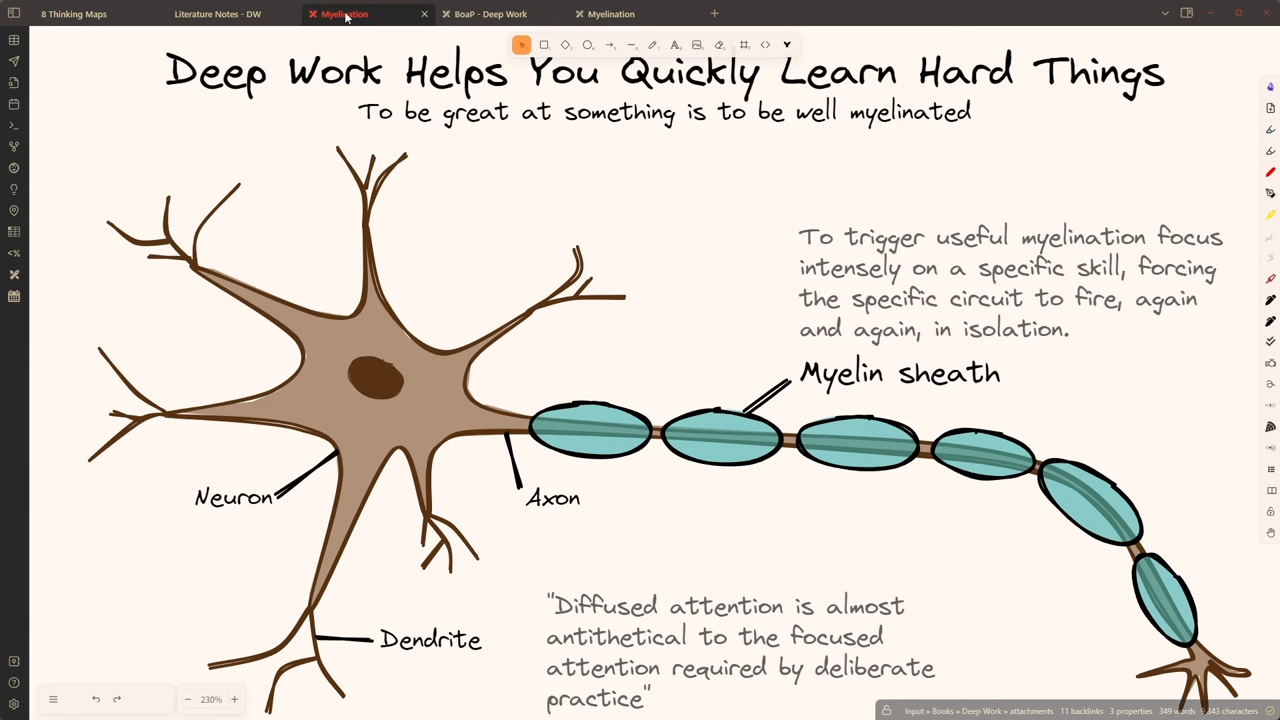 8 Thinking Maps
Literature Notes - DW
Myelination
BoaP - Deep Work
Myelination
Deep Work Helps You Quickly Learn Hard Things
To be great at something is to be well myelinated
To trigger useful myelination focus
intensely on a specific skill, forcing
the specific circuit to fire, again
and again, in isolation.
Myelin sheath
Neuron
Axon
Dendrite
"Diffused attention is almost
antithetical to the focused
attention required by deliberate
practice"
230%
Input » Books » Deep Work » attachments 11 backlinks 3 properties 349 words characters